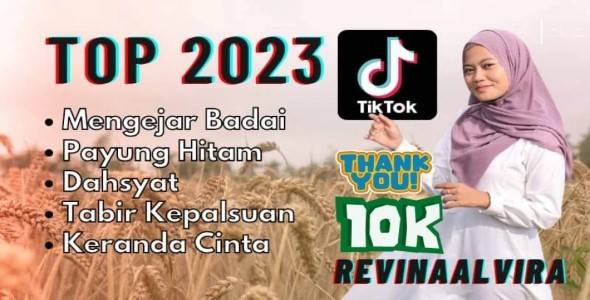 TOP 2023
• Mengejar Badai
• Payung Hitam
• Dahsyat
• Tabir Kepalsuan
• Keranda Cinta
TikTok
THANK
YOU!
10K
REVINAALVIRA